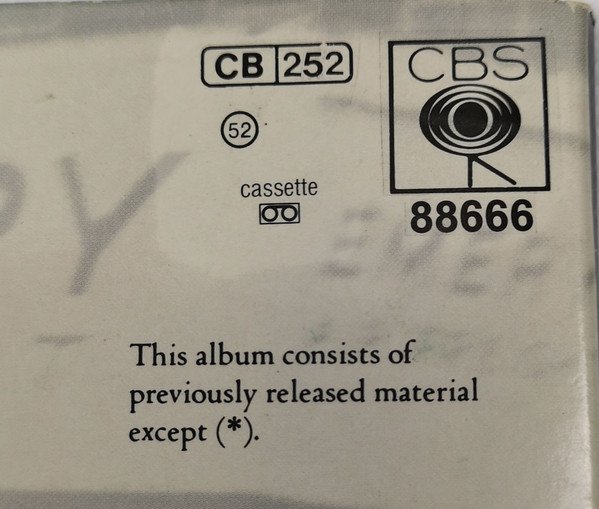 CB 252
CBS
52
cassette
88666
This album consists of
previously released material
except (*).